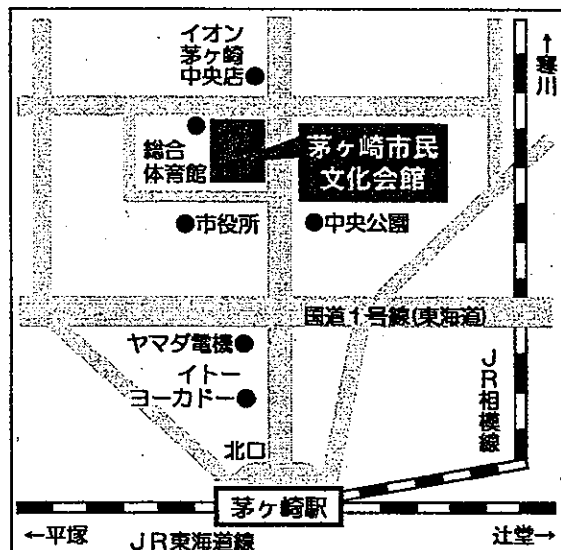 イオン
茅ヶ崎
中央店
↑寒川
総合
体育館
茅ヶ崎市民
文化会館
市役所
中央公園
国道1号線(東海道)
ヤマダ電機
イトー
ヨーカドー
JR相模線
北口
茅ヶ崎駅
←平塚
JR東海道線
辻堂→